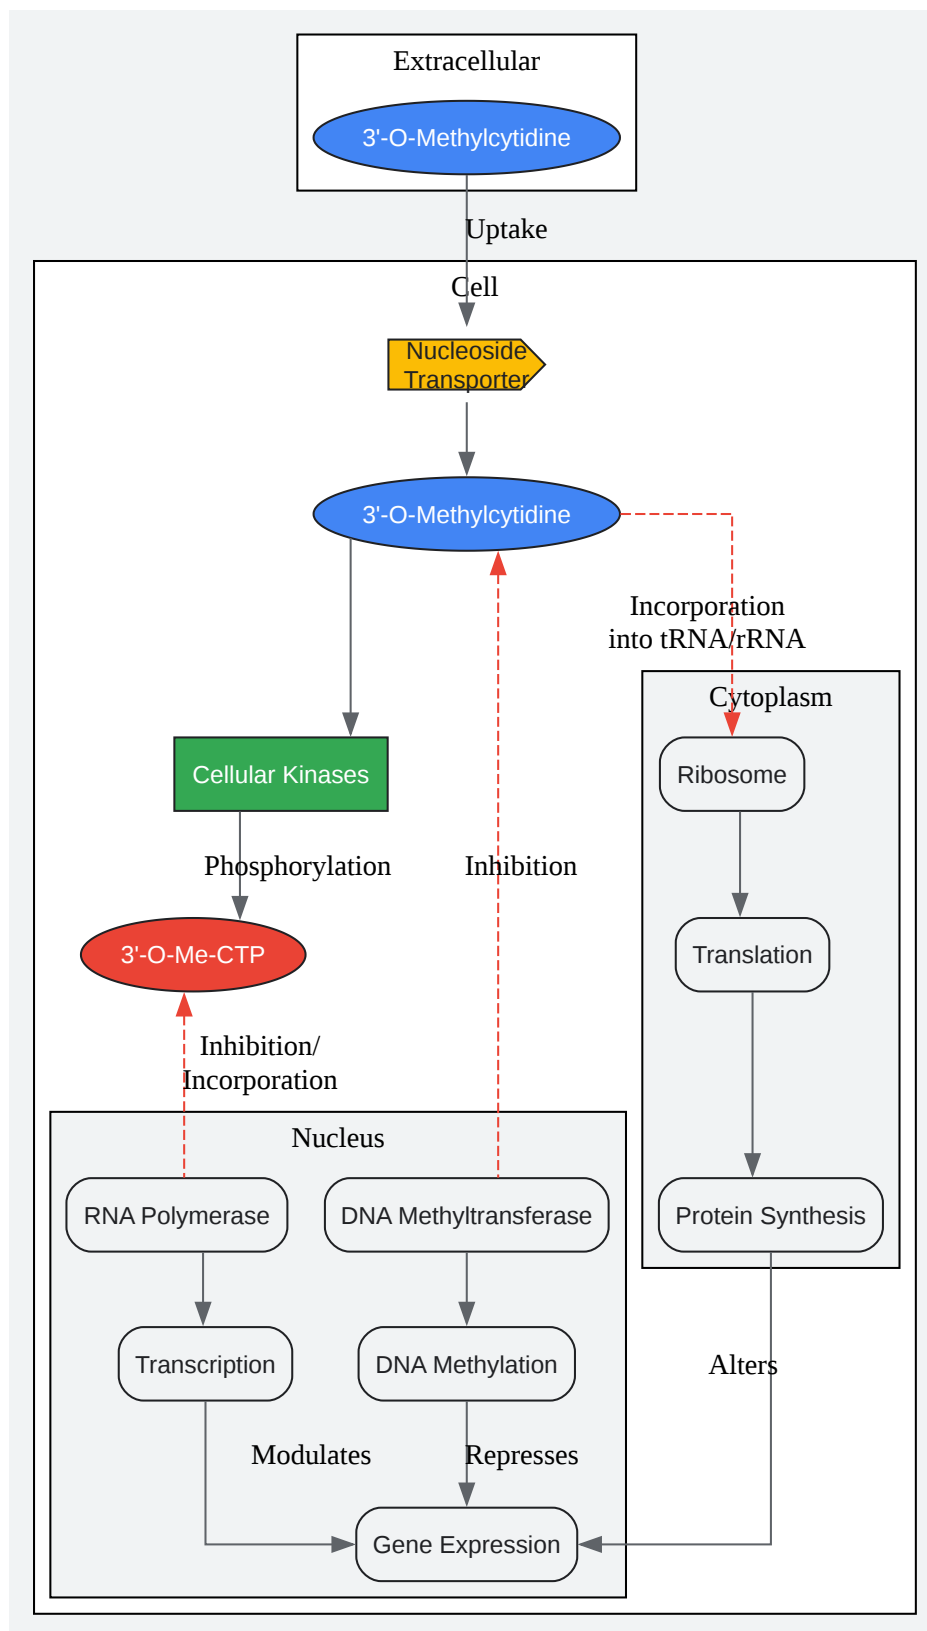 Extracellular
3'-O-Methylcytidine
Uptake
Cell
Nucleoside
Transporter
3'-O-Methylcytidine
Incorporation
into tRNA/rRNA
Cytoplasm
Cellular Kinases
Ribosome
Phosphorylation
Inhibition
3'-O-Me-CTP
Translation
Inhibition/
Incorporation
Nucleus
RNA Polymerase
DNA Methyltransferase
Protein Synthesis
Transcription
DNA Methylation
Alters
Modulates
Represses
Gene Expression